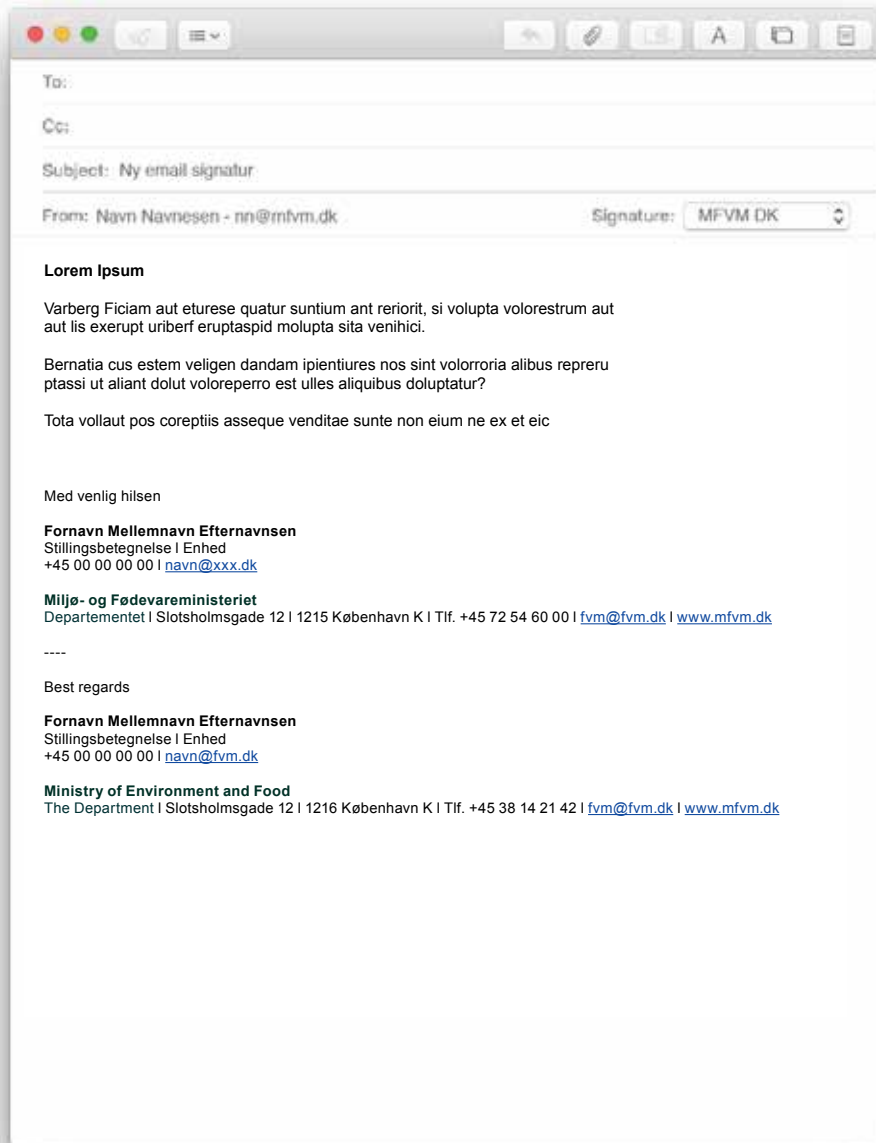 To:
Cc:
Subject: Ny email signatur
From: Navn Navnesen - nn@mfvm.dk Signature: MFVM DK
Lorem Ipsum
Varberg Ficiam aut eturese quatur suntium ant reriorit, si volupta volorestrum aut
aut lis exerupt uriberf eruptaspid molupta sita venihici.
Bernatia cus estem veligen dandam ipientiures nos sint volorroria alibus repreru
ptassi ut aliant dolut voloreperro est ulles aliquibus doluptatur?
Tota vollaut pos coreptiis asseque venditae sunte non eium ne ex et eic
Med venlig hilsen
Fornavn Mellemnavn Efternavnsen
Stillingsbetegnelse l Enhed
+45 00 00 00 00 l navn@xxx.dk
Miljø- og Fødevareministeriet
Departementet l Slotsholmsgade 12 l 1215 København K l Tlf. +45 72 54 60 00 l fvm@fvm.dk l www.mfvm.dk
----
Best regards
Fornavn Mellemnavn Efternavnsen
Stillingsbetegnelse l Enhed
+45 00 00 00 00 l navn@fvm.dk
Ministry of Environment and Food
The Department l Slotsholmsgade 12 l 1216 København K l Tlf. +45 38 14 21 42 l fvm@fvm.dk l www.mfvm.dk